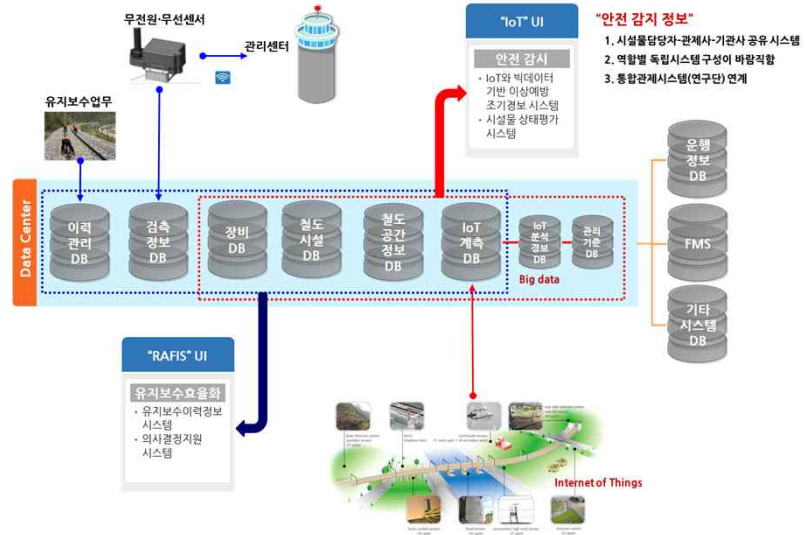 무전원·무선센서
관리센터
유지보수업무
"IoT" UI
안전 감시
• IoT와 빅데이터
기반 이상예방
조기경보 시스템
• 시설물 상태평가
시스템
"안전 감지 정보"
1. 시설물담당자-관제사-기관사 공유 시스템
2. 역할별 독립시스템 구성이 바람직함
3. 통합관제시스템(연구단) 연계
Data Center
이력
관리
DB
검측
정보
DB
장비
DB
철도
시설
DB
철도
공간
정보
DB
IoT
계측
DB
IoT
분석
경보
DB
관리
기준
DB
Big data
운행
정보
DB
FMS
기타
시스템
DB
"RAFIS" UI
유지보수효율화
• 유지보수이력정보
시스템
• 의사결정지원
시스템
Internet of Things